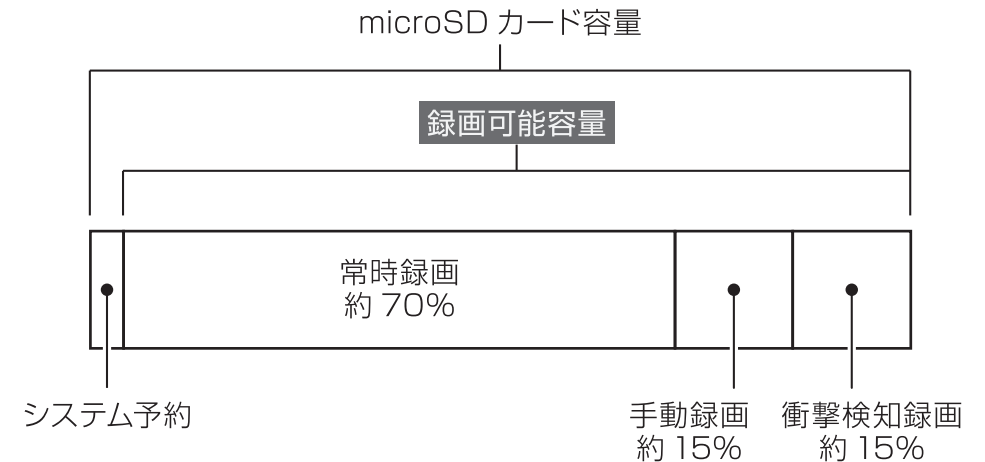 microSD カード容量
録画可能容量
常時録画
約 70%
システム予約
手動録画
約 15%
衝撃検知録画
約 15%